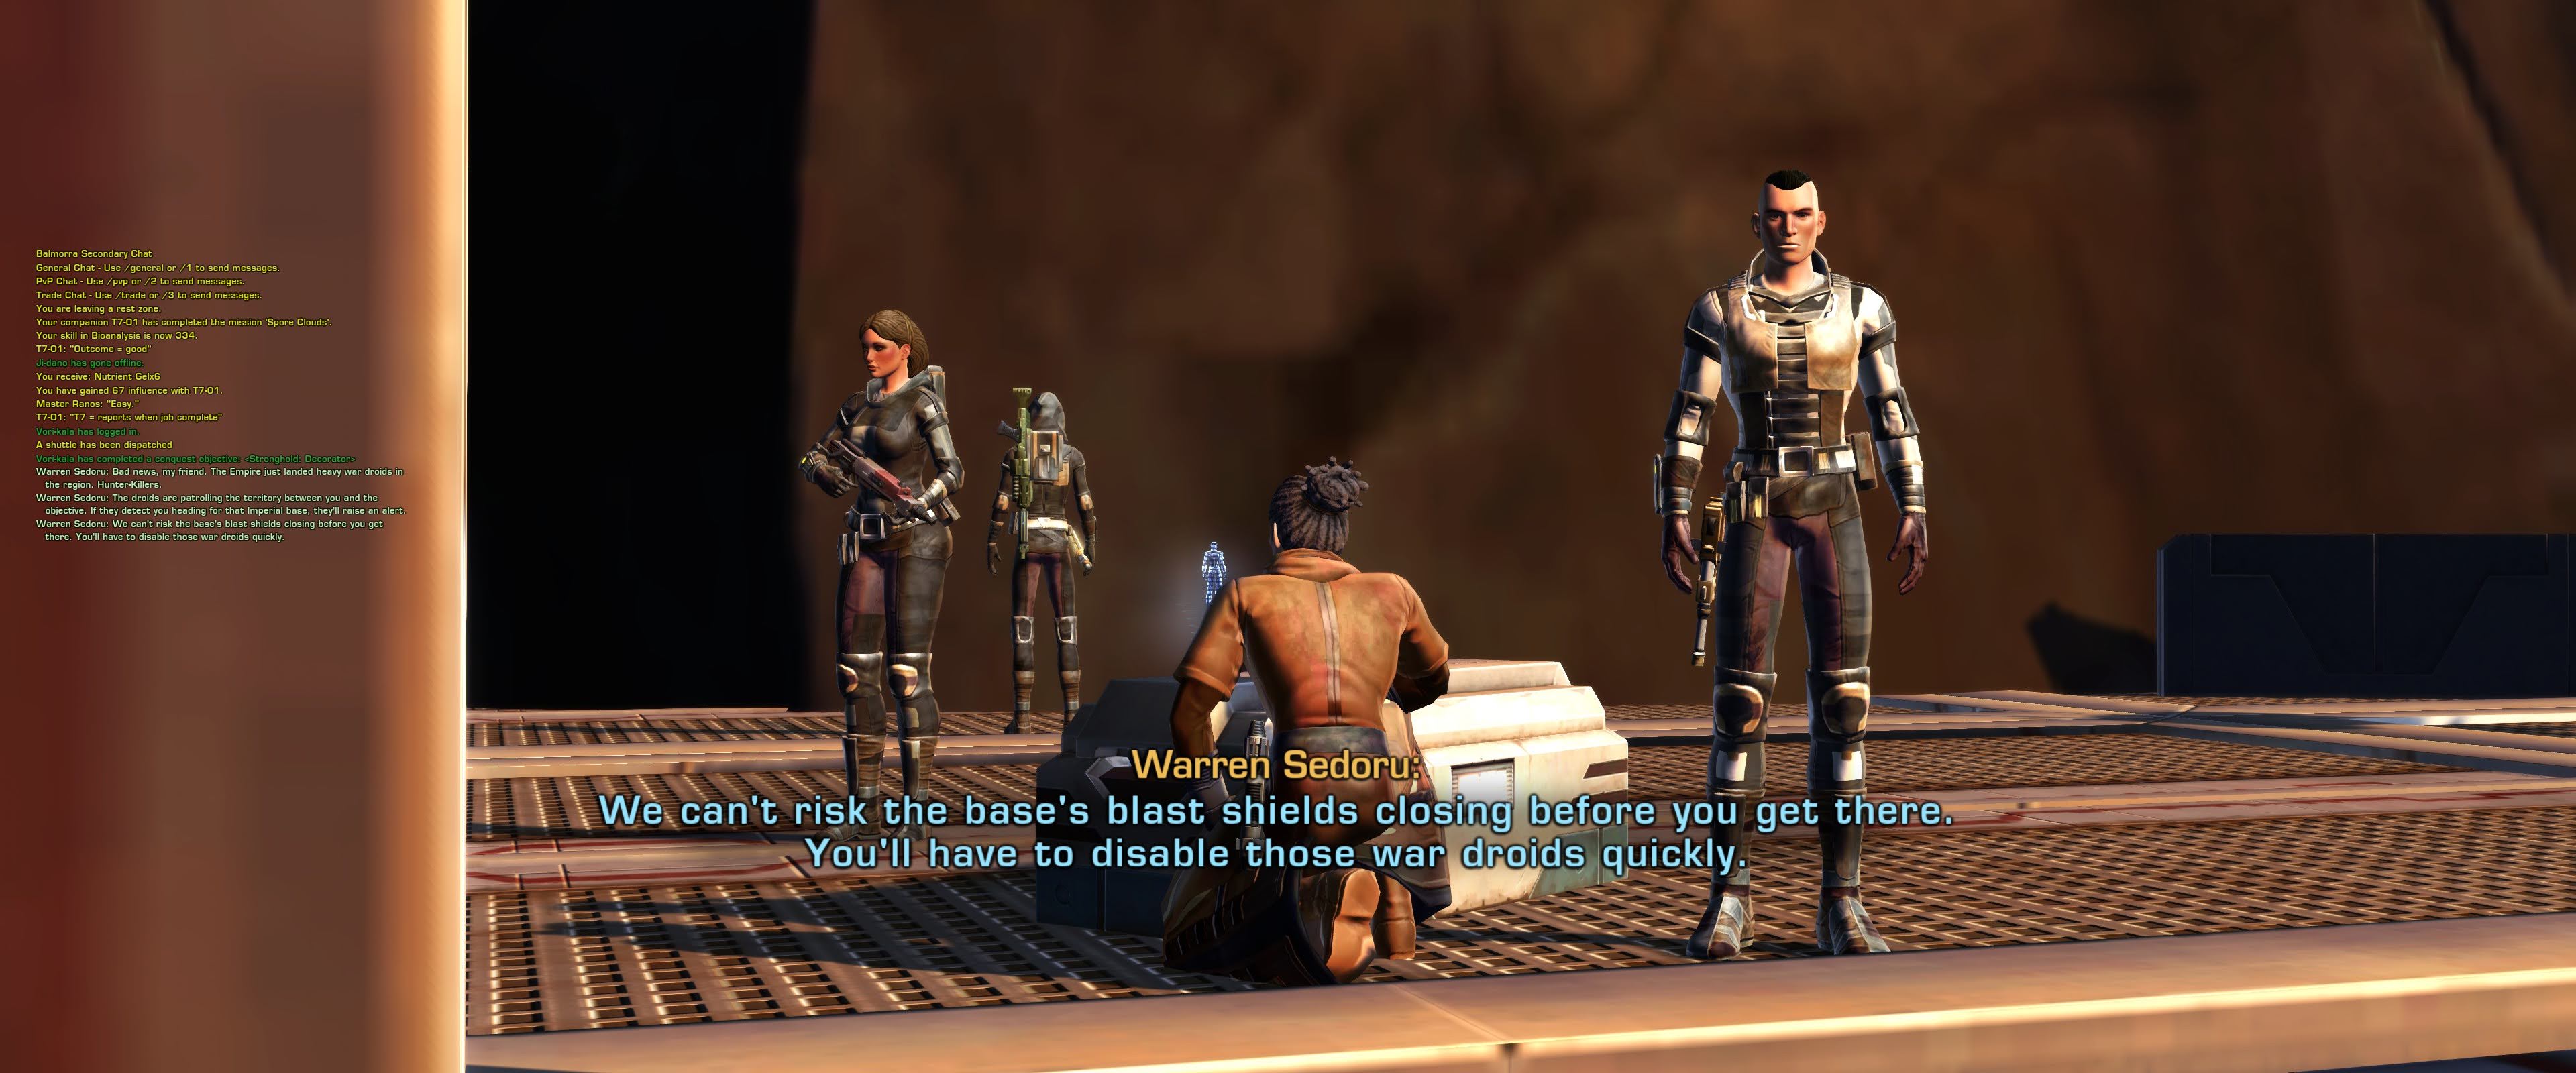 Balmorra Secondary Chat
General Chat - Use /general or /1 to send messages.
PvP Chat - Use /pvp or /2 to send messages.
Trade Chat - Use /trade or /3 to send messages.
You are leaving a rest zone.
Your companion T7-01 has completed the mission 'Spore Clouds'.
Your skill in Bioanalysis is now 334.
T7-01: "Outcome = good"
Ji-dano has gone offline.
You receive: Nutrient Gelx6
You have gained 67 influence with T7-01.
Master Ranos: "Easy."
T7-01: "T7 = reports when job complete"
Vori-kala has logged in.
A shuttle has been dispatched
Vori-kala has completed a conquest objective: <Stronghold: Decorator>
Warren Sedoru: Bad news, my friend. The Empire just landed heavy war droids in
the region. Hunter-Killers.
Warren Sedoru: The droids are patrolling the territory between you and the
objective. If they detect you heading for that Imperial base, they'll raise an alert.
Warren Sedoru: We can't risk the base's blast shields closing before you get
there. You'll have to disable those war droids quickly.
Warren Sedoru:
We can't risk the base's blast shields closing before you get there.
You'll have to disable those war droids quickly.